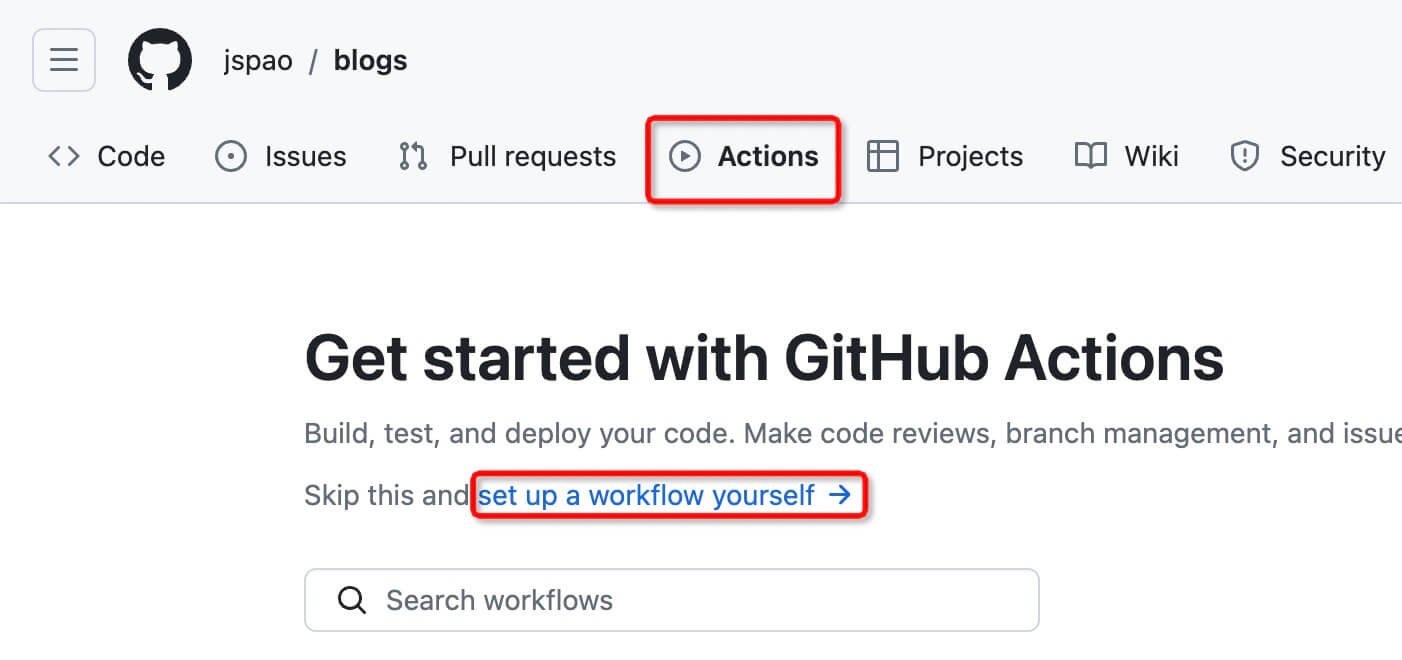 jspao / blogs
Code Issues Pull requests Actions Projects Wiki Security
Get started with GitHub Actions
Build, test, and deploy your code. Make code reviews, branch management, and issue
Skip this and set up a workflow yourself →
Search workflows